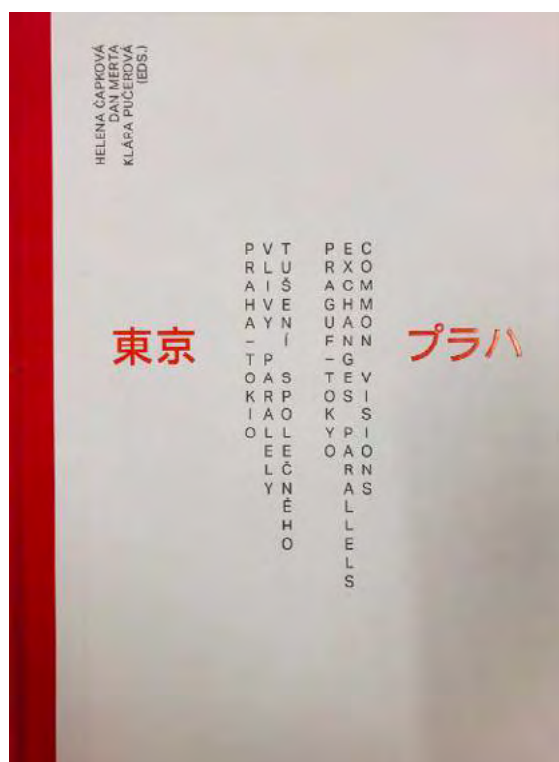 HELENA ČAPKOVÁ
DAN MERTA
KLÁRA PUČEROVÁ
(EDS.)
東京
PRAHA–TOKIO
VLIVY PARALELY
TUŠENÍ SPOLEČNÉHO
PRAGUE–TOKYO
EXCHANGES PARALLELS
COMMON VISIONS
プラハ